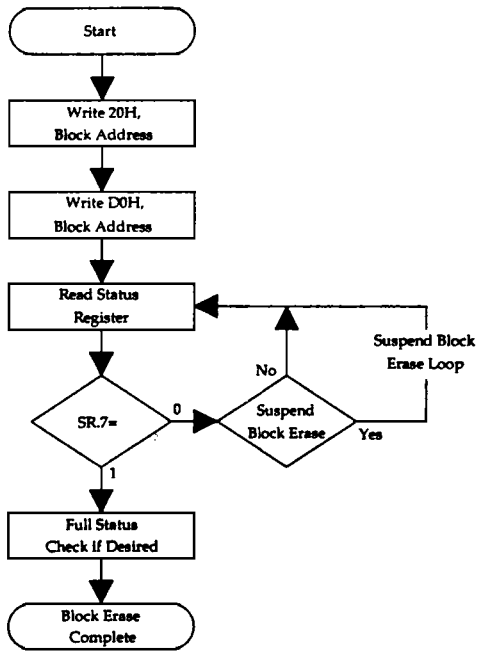 Start
Write 20H,
Block Address
Write D0H,
Block Address
Read Status
Register
Suspend Block
Erase Loop
No
SR.7=
0
Suspend
Block Erase
Yes
1
Full Status
Check if Desired
Block Erase
Complete